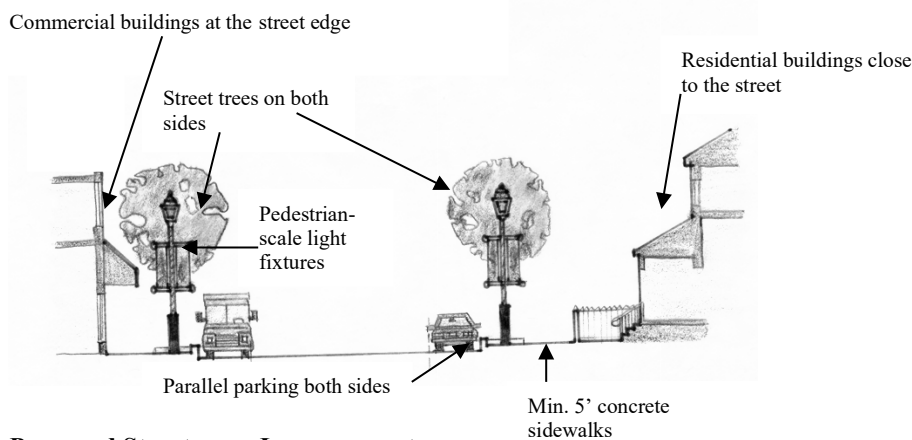 Commercial buildings at the street edge
Residential buildings close
to the street
Street trees on both
sides
Pedestrian-
scale light
fixtures
Parallel parking both sides
Min. 5’ concrete
sidewalks